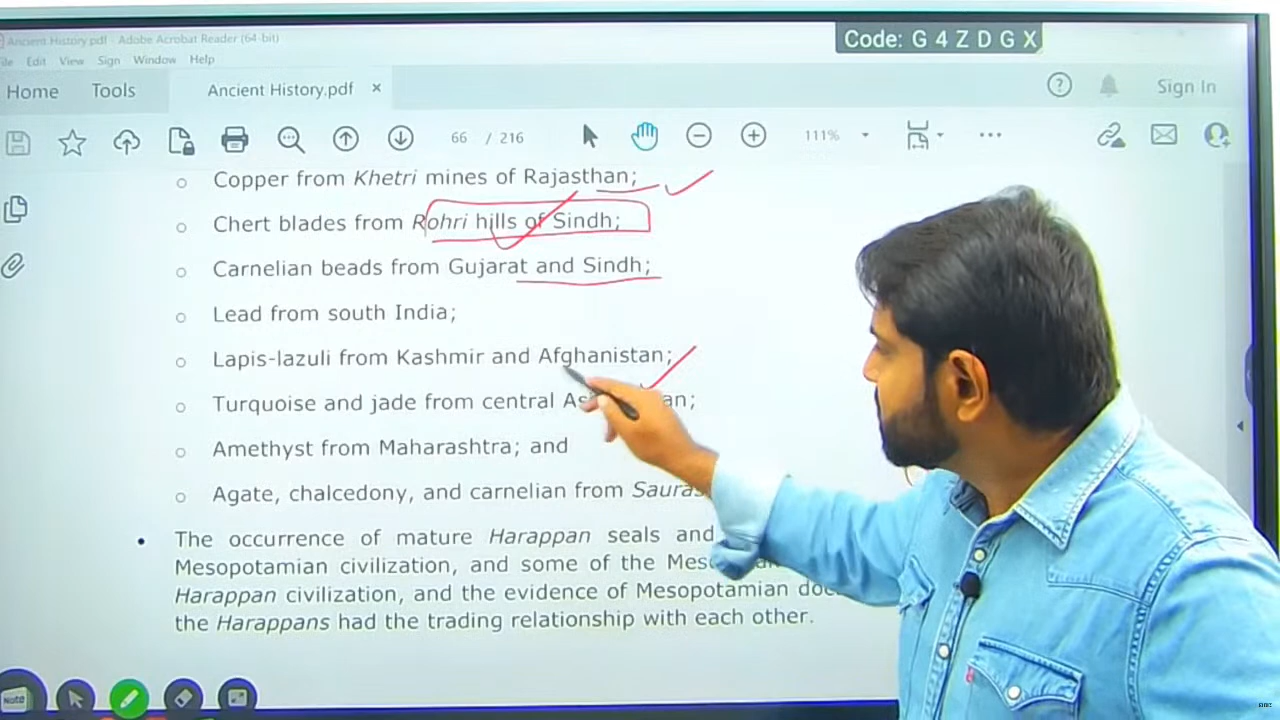 Ancient History.pdf - Adobe Acrobat Reader (64-bit)
Code: G 4 Z D G X
File Edit View Sign Window Help
Home Tools Ancient History.pdf × Sign In
66 / 216 111%
Copper from Khetri mines of Rajasthan;
Chert blades from Rohri hills of Sindh;
Carnelian beads from Gujarat and Sindh;
Lead from south India;
Lapis-lazuli from Kashmir and Afghanistan;
Turquoise and jade from central
Amethyst from Maharashtra; and
Agate, chalcedony, and carnelian from
The occurrence of mature Harappan seals and
Mesopotamian civilization, and some of the
Harappan civilization, and the evidence of Mesopotamian
the Harappans had the trading relationship with each other.
Note